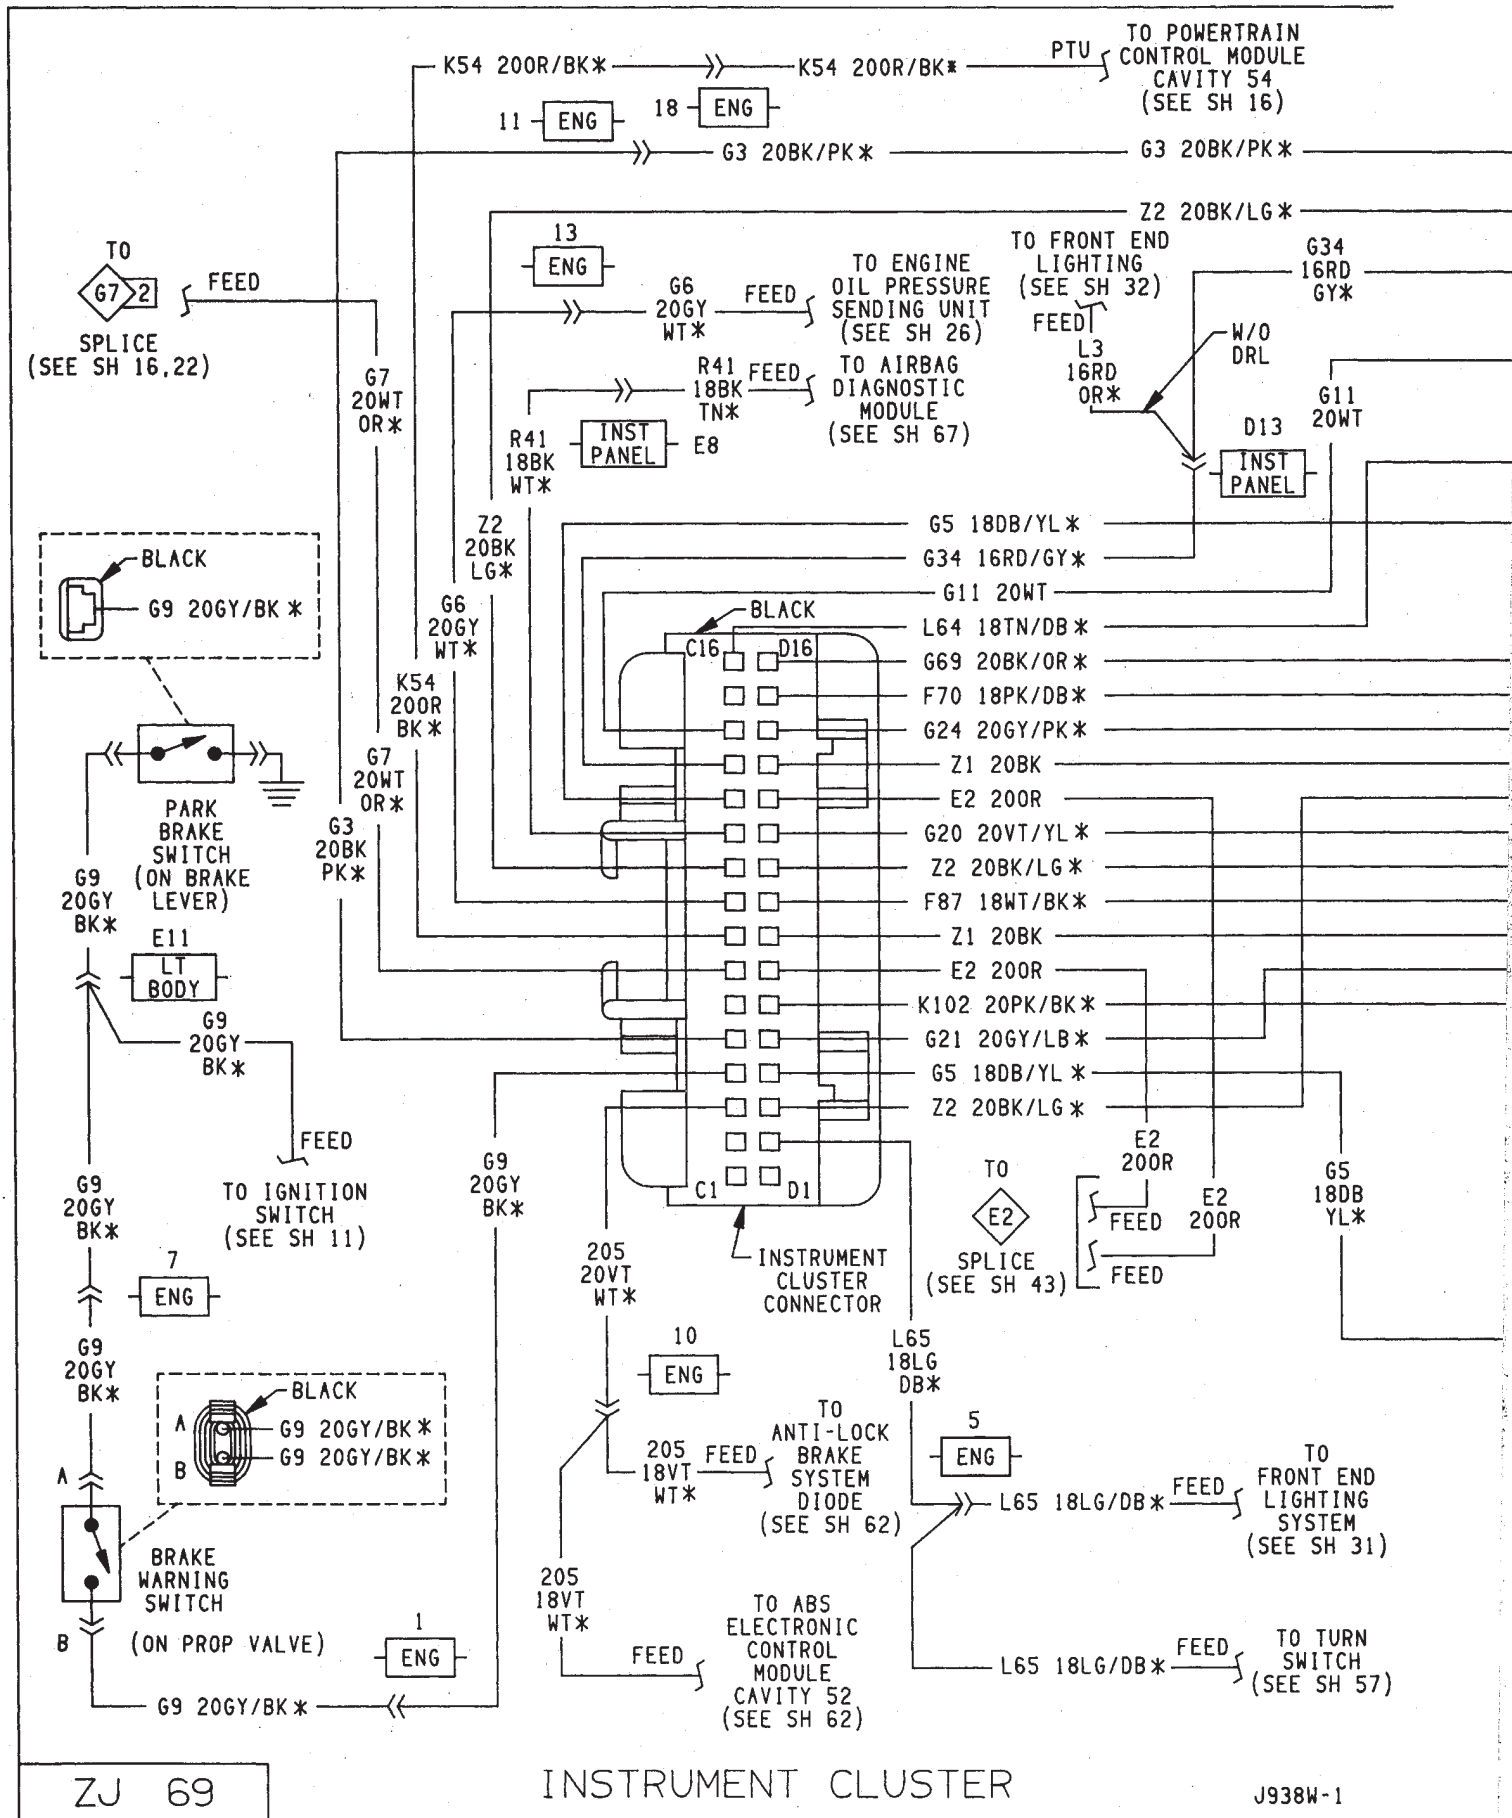 K54 200R/BK* K54 200R/BK* PTU
TO POWERTRAIN
CONTROL MODULE
CAVITY 54
(SEE SH 16)
11 ENG
18 ENG
G3 20BK/PK* G3 20BK/PK*
Z2 20BK/LG*
TO
G7 2
FEED
SPLICE
(SEE SH 16,22)
13
ENG
G6
20GY
WT*
FEED
TO ENGINE
OIL PRESSURE
SENDING UNIT
(SEE SH 26)
TO FRONT END
LIGHTING
(SEE SH 32)
FEED
L3
16RD
OR*
G34
16RD
GY*
W/O
DRL
G7
20WT
OR*
R41
18BK
TN*
FEED
TO AIRBAG
DIAGNOSTIC
MODULE
(SEE SH 67)
G11
20WT
R41
18BK
WT*
INST
PANEL
E8
D13
INST
PANEL
Z2
20BK
LG*
G5 18DB/YL*
G34 16RD/GY*
G11 20WT
BLACK
G9 20GY/BK*
G6
20GY
WT*
BLACK
L64 18TN/DB*
C16 D16
G69 20BK/OR*
F70 18PK/DB*
G24 20GY/PK*
Z1 20BK
E2 200R
G20 20VT/YL*
Z2 20BK/LG*
F87 18WT/BK*
Z1 20BK
E2 200R
K102 20PK/BK*
G21 20GY/LB*
G5 18DB/YL*
Z2 20BK/LG*
K54
200R
BK*
G7
20WT
OR*
G3
20BK
PK*
PARK
BRAKE
SWITCH
(ON BRAKE
LEVER)
G9
20GY
BK*
E11
LT
BODY
G9
20GY
BK*
FEED
TO IGNITION
SWITCH
(SEE SH 11)
G9
20GY
BK*
7
ENG
G9
20GY
BK*
C1 D1
G9
20GY
BK*
INSTRUMENT
CLUSTER
CONNECTOR
TO
E2
SPLICE
(SEE SH 43)
E2
200R
FEED
E2
200R
FEED
G5
18DB
YL*
205
20VT
WT*
10
ENG
L65
18LG
DB*
BLACK
A
G9 20GY/BK*
G9 20GY/BK*
B
A
BRAKE
WARNING
SWITCH
(ON PROP VALVE)
B
205
18VT
WT*
FEED
TO
ANTI-LOCK
BRAKE
SYSTEM
DIODE
(SEE SH 62)
5
ENG
L65 18LG/DB*
FEED
TO
FRONT END
LIGHTING
SYSTEM
(SEE SH 31)
205
18VT
WT*
FEED
TO ABS
ELECTRONIC
CONTROL
MODULE
CAVITY 52
(SEE SH 62)
L65 18LG/DB*
FEED
TO TURN
SWITCH
(SEE SH 57)
1
ENG
G9 20GY/BK*
ZJ 69
INSTRUMENT CLUSTER
J938W-1